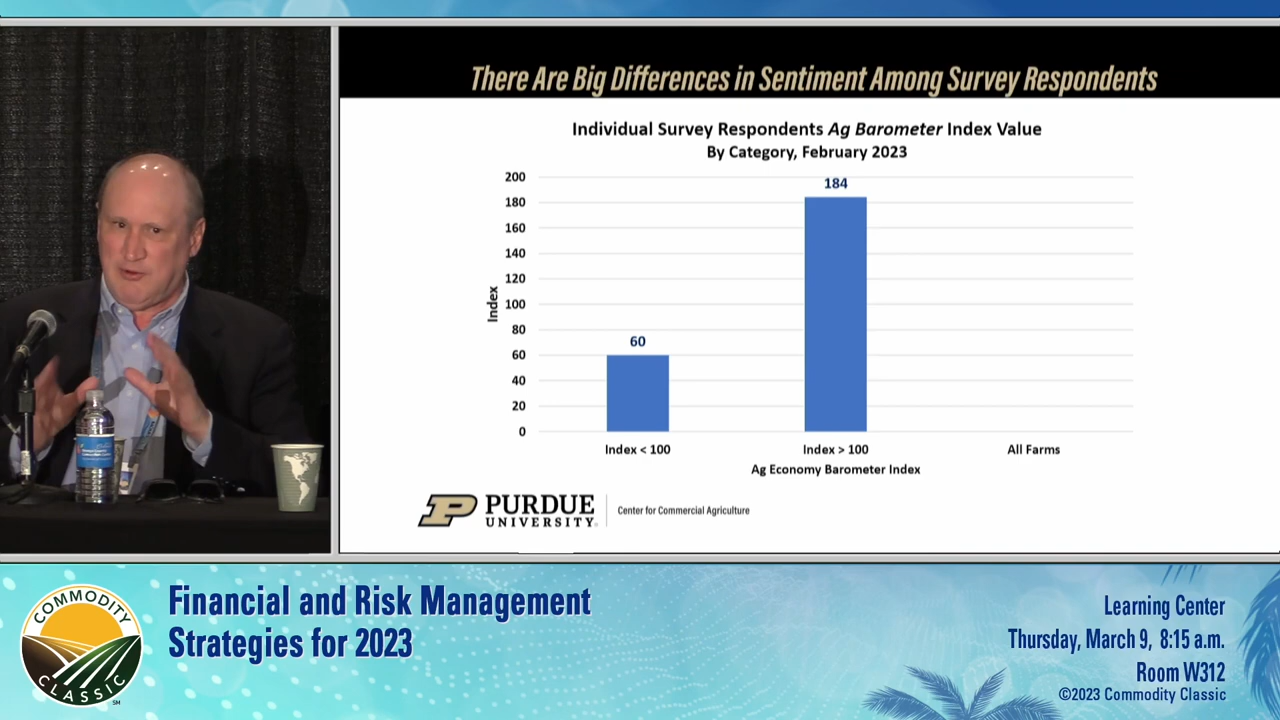 There Are Big Differences in Sentiment Among Survey Respondents
Individual Survey Respondents Ag Barometer Index Value
By Category, February 2023
Index
200
180
160
140
120
100
80
60
40
20
0
60
184
Index < 100
Index > 100
All Farms
Ag Economy Barometer Index
P PURDUE
UNIVERSITY
Center for Commercial Agriculture
COMMODITY
CLASSIC
SM
Financial and Risk Management
Strategies for 2023
Learning Center
Thursday, March 9, 8:15 a.m.
Room W312
©2023 Commodity Classic